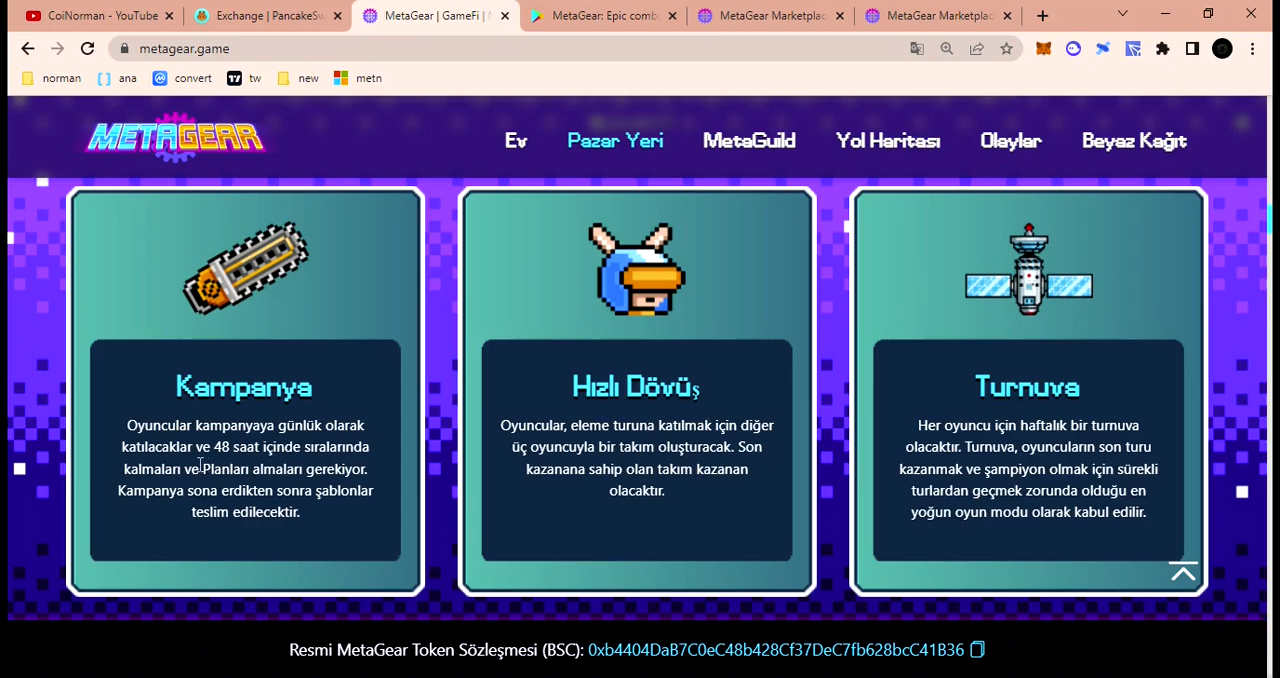 CoiNorman - YouTube
Exchange | PancakeSw
MetaGear | GameFi | N
MetaGear: Epic comb
MetaGear Marketplac
MetaGear Marketplac
metagear.game
norman
ana
convert
tw
new
metn
METAGEAR
Ev
Pazar Yeri
MetaGuild
Yol Haritası
Olaylar
Beyaz Kağıt
Kampanya
Oyuncular kampanyaya günlük olarak
katılacaklar ve 48 saat içinde sıralarında
kalmaları ve Planları almaları gerekiyor.
Kampanya sona erdikten sonra şablonlar
teslim edilecektir.
Hızlı Dövüş
Oyuncular, eleme turuna katılmak için diğer
üç oyuncuyla bir takım oluşturacak. Son
kazanana sahip olan takım kazanan
olacaktır.
Turnuva
Her oyuncu için haftalık bir turnuva
olacaktır. Turnuva, oyuncuların son turu
kazanmak ve şampiyon olmak için sürekli
turlardan geçmek zorunda olduğu en
yoğun oyun modu olarak kabul edilir.
Resmi MetaGear Token Sözleşmesi (BSC): 0xb4404DaB7C0eC48b428Cf37DeC7fb628bcC41B36